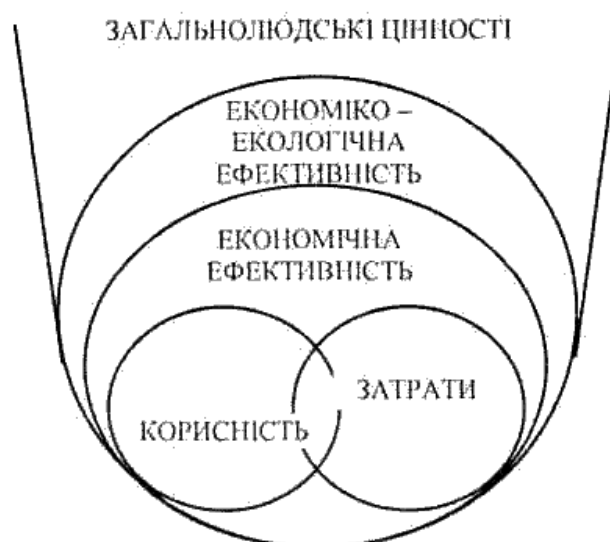 ЗАГАЛЬНОЛЮДСЬКІ ЦІННОСТІ
ЕКОНОМІКО –
ЕКОЛОГІЧНА
ЕФЕКТИВНІСТЬ
ЕКОНОМІЧНА
ЕФЕКТИВНІСТЬ
ЗАТРАТИ
КОРИСНІСТЬ